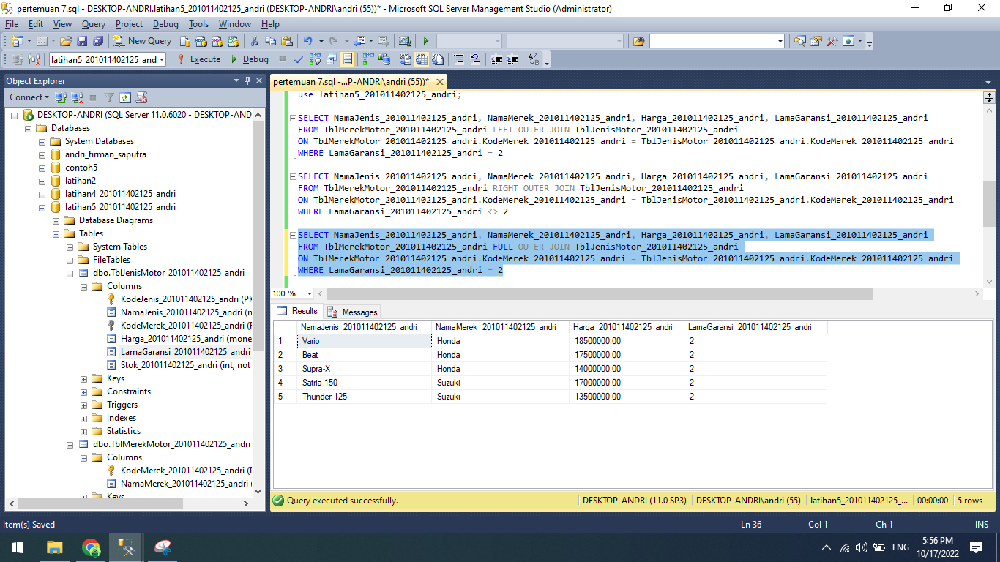 pertemuan 7.sql - DESKTOP-ANDRI.latihan5_201011402125_andri (DESKTOP-ANDRI\andri (55))* - Microsoft SQL Server Management Studio (Administrator)
File Edit View Query Project Debug Tools Window Help
New Query
latihan5_201011402125_and Execute Debug
Object Explorer
Connect
DESKTOP-ANDRI (SQL Server 11.0.6020 - DESKTOP-AND
Databases
System Databases
andri_firman_saputra
contoh5
latihan2
latihan4_201011402125_andri
latihan5_201011402125_andri
Database Diagrams
Tables
System Tables
FileTables
dbo.TblJenisMotor_201011402125_andri
Columns
KodeJenis_201011402125_andri (PK
NamaJenis_201011402125_andri (n
KodeMerek_201011402125_andri (F
Harga_201011402125_andri (mone
LamaGaransi_201011402125_andri
Stok_201011402125_andri (int, not
Keys
Constraints
Triggers
Indexes
Statistics
dbo.TblMerekMotor_201011402125_andri
Columns
KodeMerek_201011402125_andri (P
NamaMerek_201011402125_andri (
Keys
pertemuan 7.sql -...P-ANDRI\andri (55))*
use latihan5_201011402125_andri;
SELECT NamaJenis_201011402125_andri, NamaMerek_201011402125_andri, Harga_201011402125_andri, LamaGaransi_201011402125_andri
FROM TblMerekMotor_201011402125_andri LEFT OUTER JOIN TblJenisMotor_201011402125_andri
ON TblMerekMotor_201011402125_andri.KodeMerek_201011402125_andri = TblJenisMotor_201011402125_andri.KodeMerek_201011402125_andri
WHERE LamaGaransi_201011402125_andri = 2
SELECT NamaJenis_201011402125_andri, NamaMerek_201011402125_andri, Harga_201011402125_andri, LamaGaransi_201011402125_andri
FROM TblMerekMotor_201011402125_andri RIGHT OUTER JOIN TblJenisMotor_201011402125_andri
ON TblMerekMotor_201011402125_andri.KodeMerek_201011402125_andri = TblJenisMotor_201011402125_andri.KodeMerek_201011402125_andri
WHERE LamaGaransi_201011402125_andri <> 2
SELECT NamaJenis_201011402125_andri, NamaMerek_201011402125_andri, Harga_201011402125_andri, LamaGaransi_201011402125_andri
FROM TblMerekMotor_201011402125_andri FULL OUTER JOIN TblJenisMotor_201011402125_andri
ON TblMerekMotor_201011402125_andri.KodeMerek_201011402125_andri = TblJenisMotor_201011402125_andri.KodeMerek_201011402125_andri
WHERE LamaGaransi_201011402125_andri = 2
100 %
Results Messages
NamaJenis_201011402125_andri NamaMerek_201011402125_andri Harga_201011402125_andri LamaGaransi_201011402125_andri
1 Vario Honda 18500000.00 2
2 Beat Honda 17500000.00 2
3 Supra-X Honda 14000000.00 2
4 Satria-150 Suzuki 17000000.00 2
5 Thunder-125 Suzuki 13500000.00 2
Query executed successfully. DESKTOP-ANDRI (11.0 SP3) DESKTOP-ANDRI\andri (55) latihan5_201011402125_... 00:00:00 5 rows
Item(s) Saved Ln 36 Col 1 Ch 1 INS
ENG
5:56 PM
10/17/2022